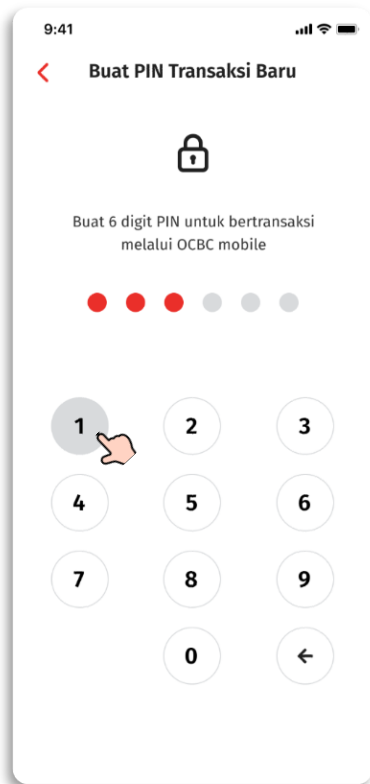 9:41
Buat PIN Transaksi Baru
Buat 6 digit PIN untuk bertransaksi
melalui OCBC mobile
1 2 3
4 5 6
7 8 9
0